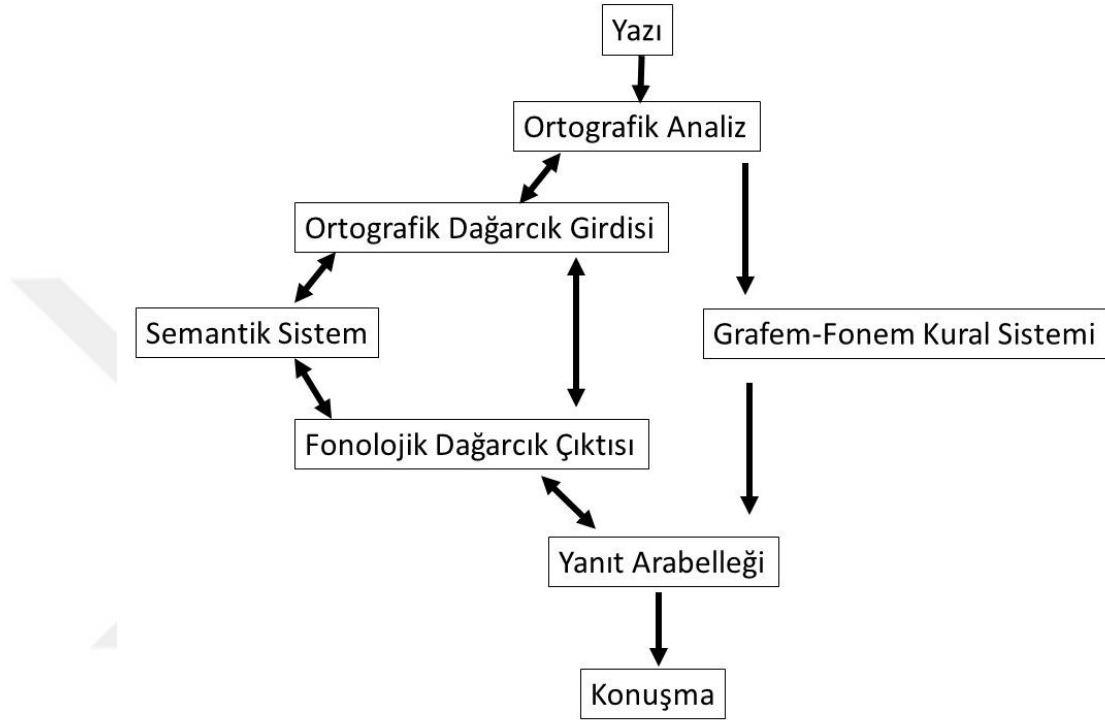 Yazı
Ortografik Analiz
Ortografik Dağarcık Girdisi
Semantik Sistem
Grafem-Fonem Kural Sistemi
Fonolojik Dağarcık Çıktısı
Yanıt Arabelleği
Konuşma